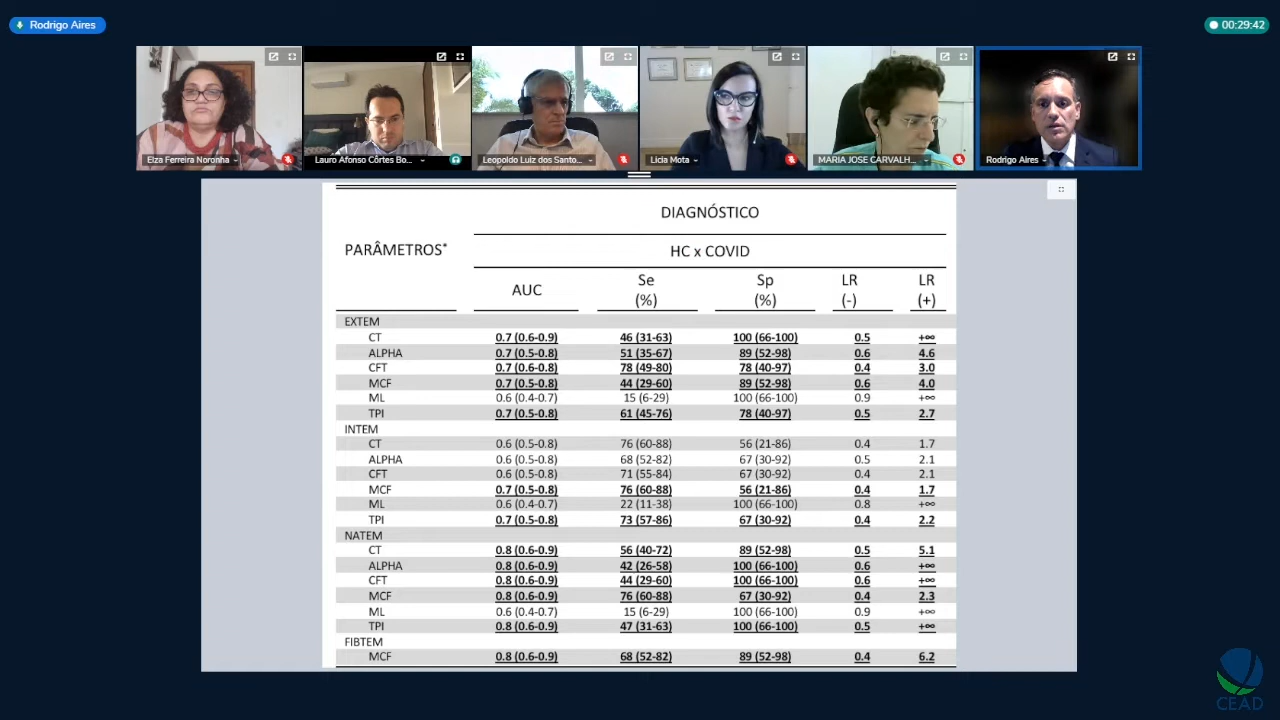 Rodrigo Aires
00:29:42
Elza Ferreira Noronha
Lauro Afonso Côrtes Bo...
Leopoldo Luiz dos Santo...
Licia Mota
MARIA JOSE CARVALH...
Rodrigo Aires
DIAGNÓSTICO
PARÂMETROS*
HC x COVID
AUC Se (%) Sp (%) LR (-) LR (+)
EXTEM
CT 0.7 (0.6-0.9) 46 (31-63) 100 (66-100) 0.5 +∞
ALPHA 0.7 (0.5-0.8) 51 (35-67) 89 (52-98) 0.6 4.6
CFT 0.7 (0.6-0.8) 78 (49-80) 78 (40-97) 0.4 3.0
MCF 0.7 (0.5-0.8) 44 (29-60) 89 (52-98) 0.6 4.0
ML 0.6 (0.4-0.7) 15 (6-29) 100 (66-100) 0.9 +∞
TPI 0.7 (0.5-0.8) 61 (45-76) 78 (40-97) 0.5 2.7
INTEM
CT 0.6 (0.5-0.8) 76 (60-88) 56 (21-86) 0.4 1.7
ALPHA 0.6 (0.5-0.8) 68 (52-82) 67 (30-92) 0.5 2.1
CFT 0.6 (0.5-0.8) 71 (55-84) 67 (30-92) 0.4 2.1
MCF 0.7 (0.5-0.8) 76 (60-88) 56 (21-86) 0.4 1.7
ML 0.6 (0.4-0.7) 22 (11-38) 100 (66-100) 0.8 +∞
TPI 0.7 (0.5-0.8) 73 (57-86) 67 (30-92) 0.4 2.2
NATEM
CT 0.8 (0.6-0.9) 56 (40-72) 89 (52-98) 0.5 5.1
ALPHA 0.8 (0.6-0.9) 42 (26-58) 100 (66-100) 0.6 +∞
CFT 0.8 (0.6-0.9) 44 (29-60) 100 (66-100) 0.6 +∞
MCF 0.8 (0.6-0.9) 76 (60-88) 67 (30-92) 0.4 2.3
ML 0.6 (0.4-0.7) 15 (6-29) 100 (66-100) 0.9 +∞
TPI 0.8 (0.6-0.9) 47 (31-63) 100 (66-100) 0.5 +∞
FIBTEM
MCF 0.8 (0.6-0.9) 68 (52-82) 89 (52-98) 0.4 6.2
CEAD